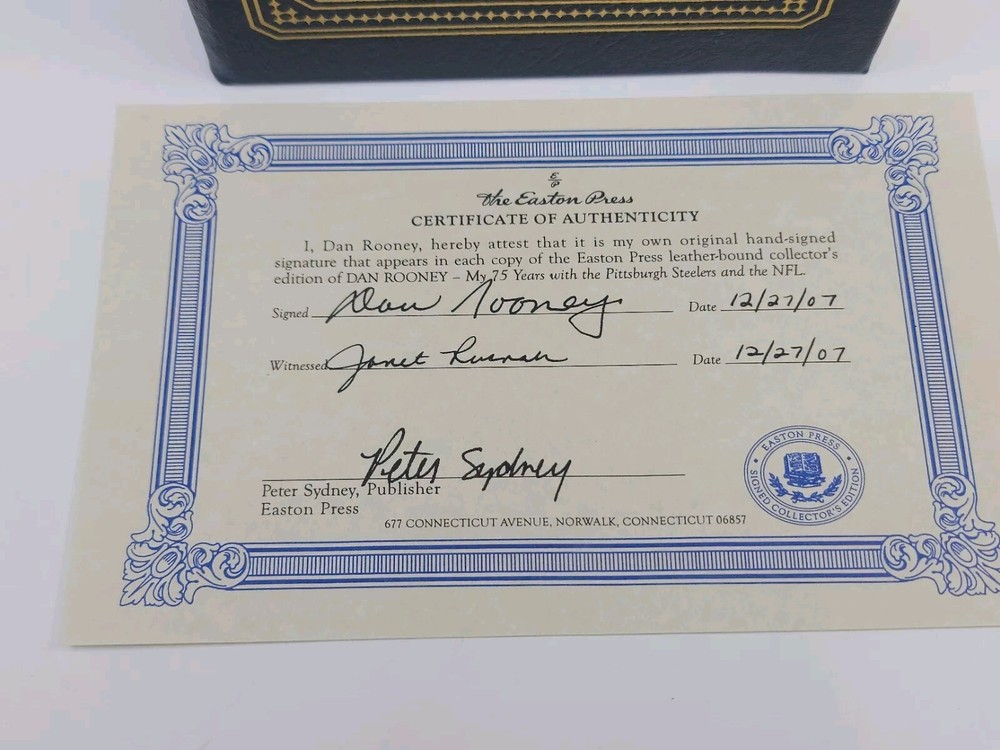 E
P
the Easton Press
CERTIFICATE OF AUTHENTICITY
I, Dan Rooney, hereby attest that it is my own original hand-signed
signature that appears in each copy of the Easton Press leather-bound collector's
edition of DAN ROONEY – My 75 Years with the Pittsburgh Steelers and the NFL.
Signed Dan Rooney Date 12/27/07
Witnessed Janet Date 12/27/07
Peter Sydney
Peter Sydney, Publisher
Easton Press
677 CONNECTICUT AVENUE, NORWALK, CONNECTICUT 06857
EASTON PRESS
SIGNED COLLECTOR'S EDITION